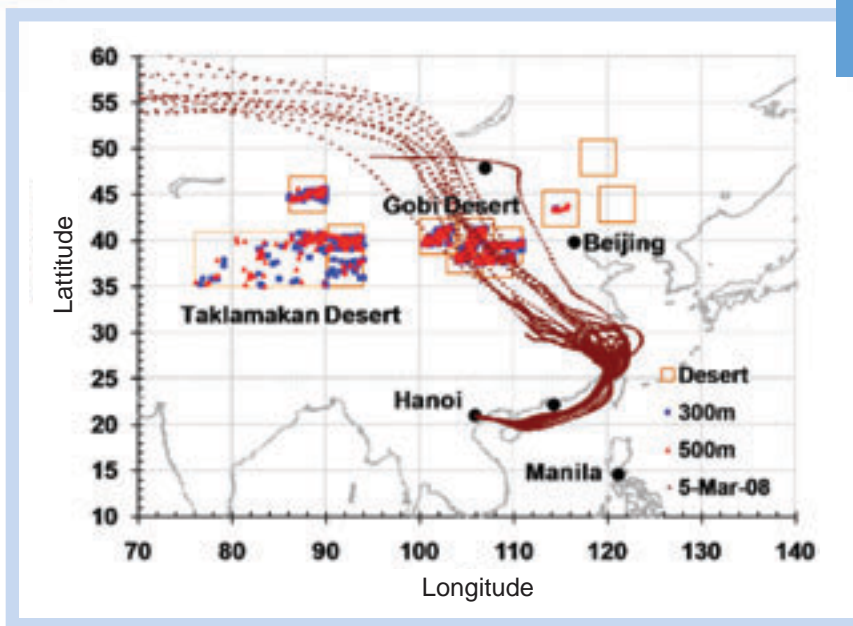 60
55
50
45
40
35
30
25
20
15
10
Lattitude
Gobi Desert
Beijing
Taklamakan Desert
Hanoi
Manila
Desert
300m
500m
5-Mar-08
70 80 90 100 110 120 130 140
Longitude